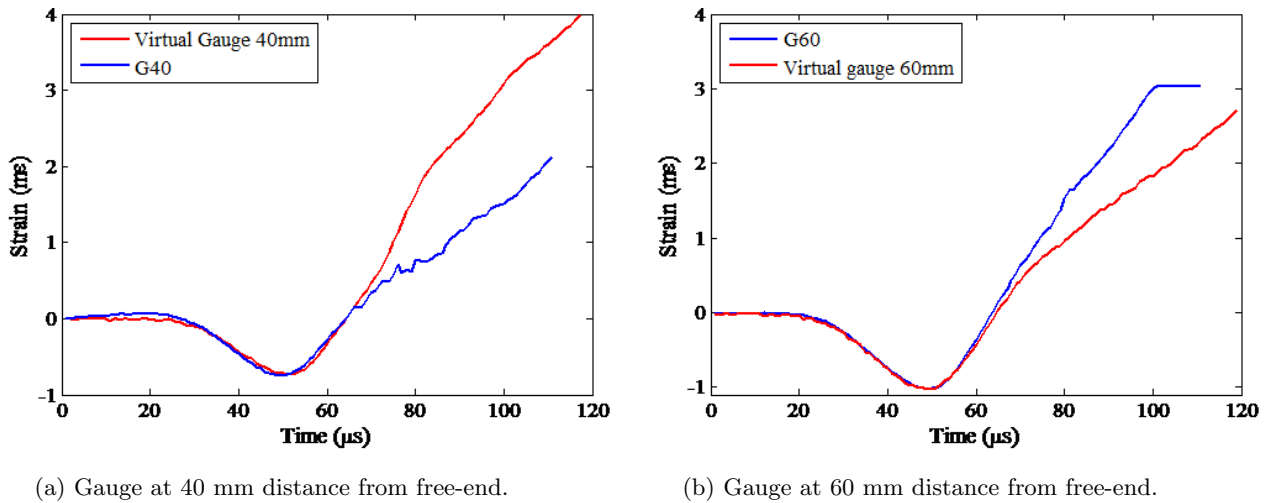 4
3
2
1
0
-1
Strain (mε)
Virtual Gauge 40mm
G40
0
20
40
60
80
100
120
Time (μs)
(a) Gauge at 40 mm distance from free-end.
4
3
2
1
0
-1
Strain (mε)
G60
Virtual gauge 60mm
0
20
40
60
80
100
120
Time (μs)
(b) Gauge at 60 mm distance from free-end.